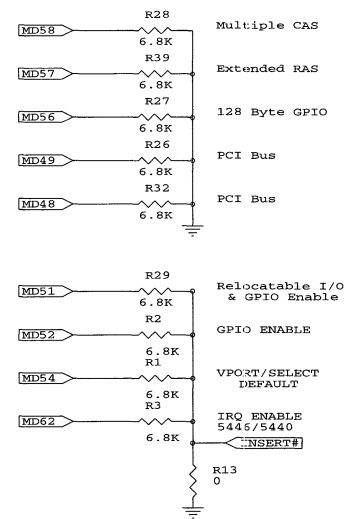 R28
MD58 Multiple CAS
6.8K
R39
MD57 Extended RAS
6.8K
R27
MD56 128 Byte GPIO
6.8K
R26
MD49 PCI Bus
6.8K
R32
MD48 PCI Bus
6.8K
R29
MD51 Relocatable I/O
6.8K & GPIO Enable
R2
MD52 GPIO ENABLE
6.8K
R1
MD54 VPORT/SELECT
DEFAULT
6.8K
R3
MD62 IRQ ENABLE
5446/5440
6.8K
R13
0